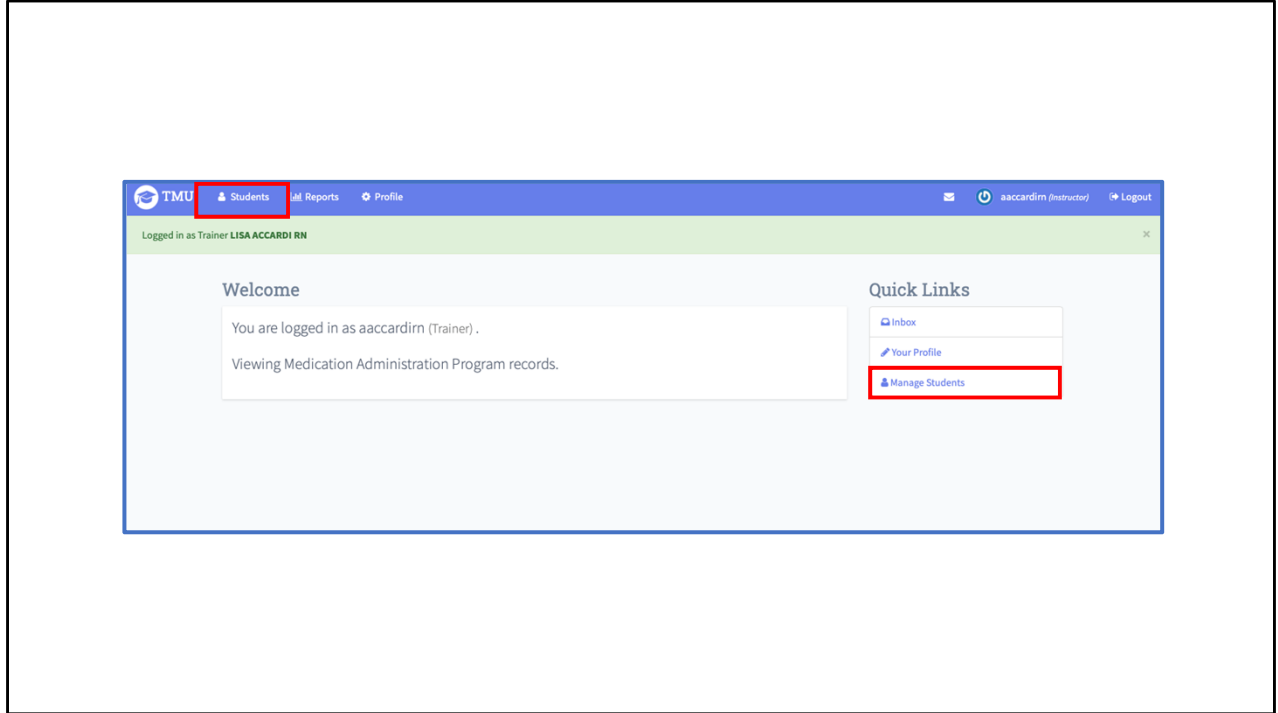 TMU Students Reports Profile aaccardirn (Instructor) Logout
Logged in as Trainer LISA ACCARDI RN ×
Welcome
You are logged in as aaccardirn (Trainer) .
Viewing Medication Administration Program records.
Quick Links
Inbox
Your Profile
Manage Students